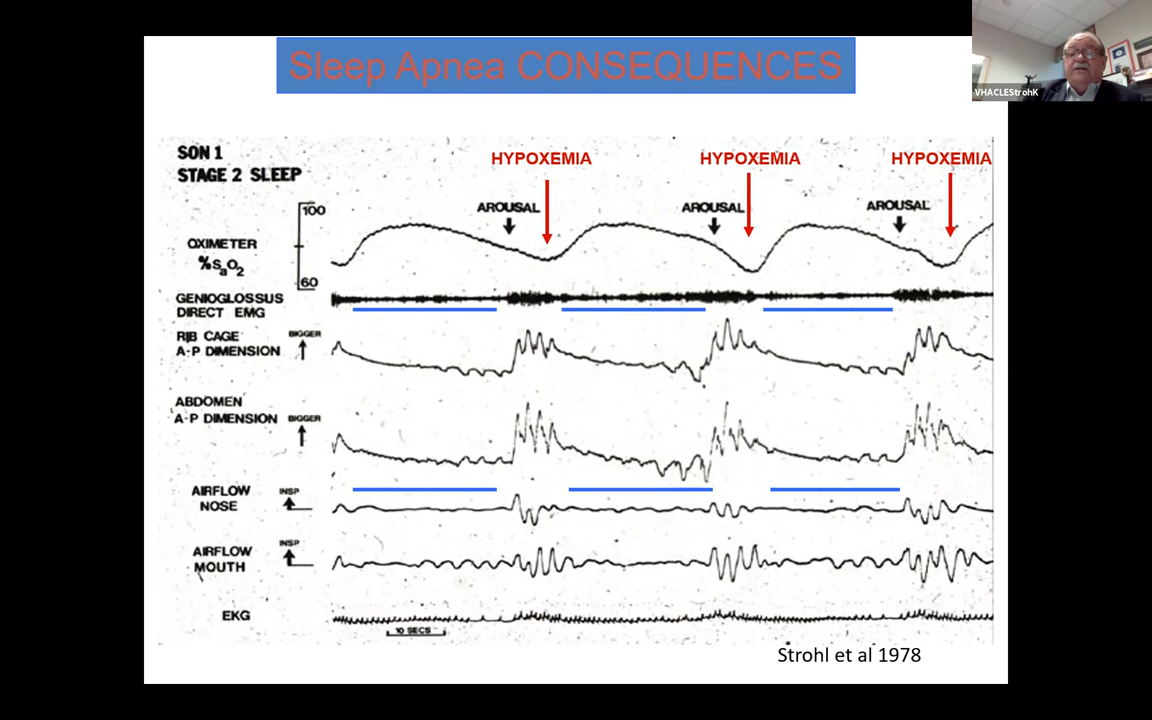 Sleep Apnea CONSEQUENCES
VHACLEStrohK
SON 1
STAGE 2 SLEEP
HYPOXEMIA
HYPOXEMIA
HYPOXEMIA
AROUSAL
AROUSAL
AROUSAL
100
OXIMETER
%SaO2
60
GENIOGLOSSUS
DIRECT EMG
RIB CAGE
A-P DIMENSION
BIGGER
ABDOMEN
A-P DIMENSION
BIGGER
AIRFLOW
NOSE
INSP
AIRFLOW
MOUTH
INSP
EKG
10 SECS
Strohl et al 1978